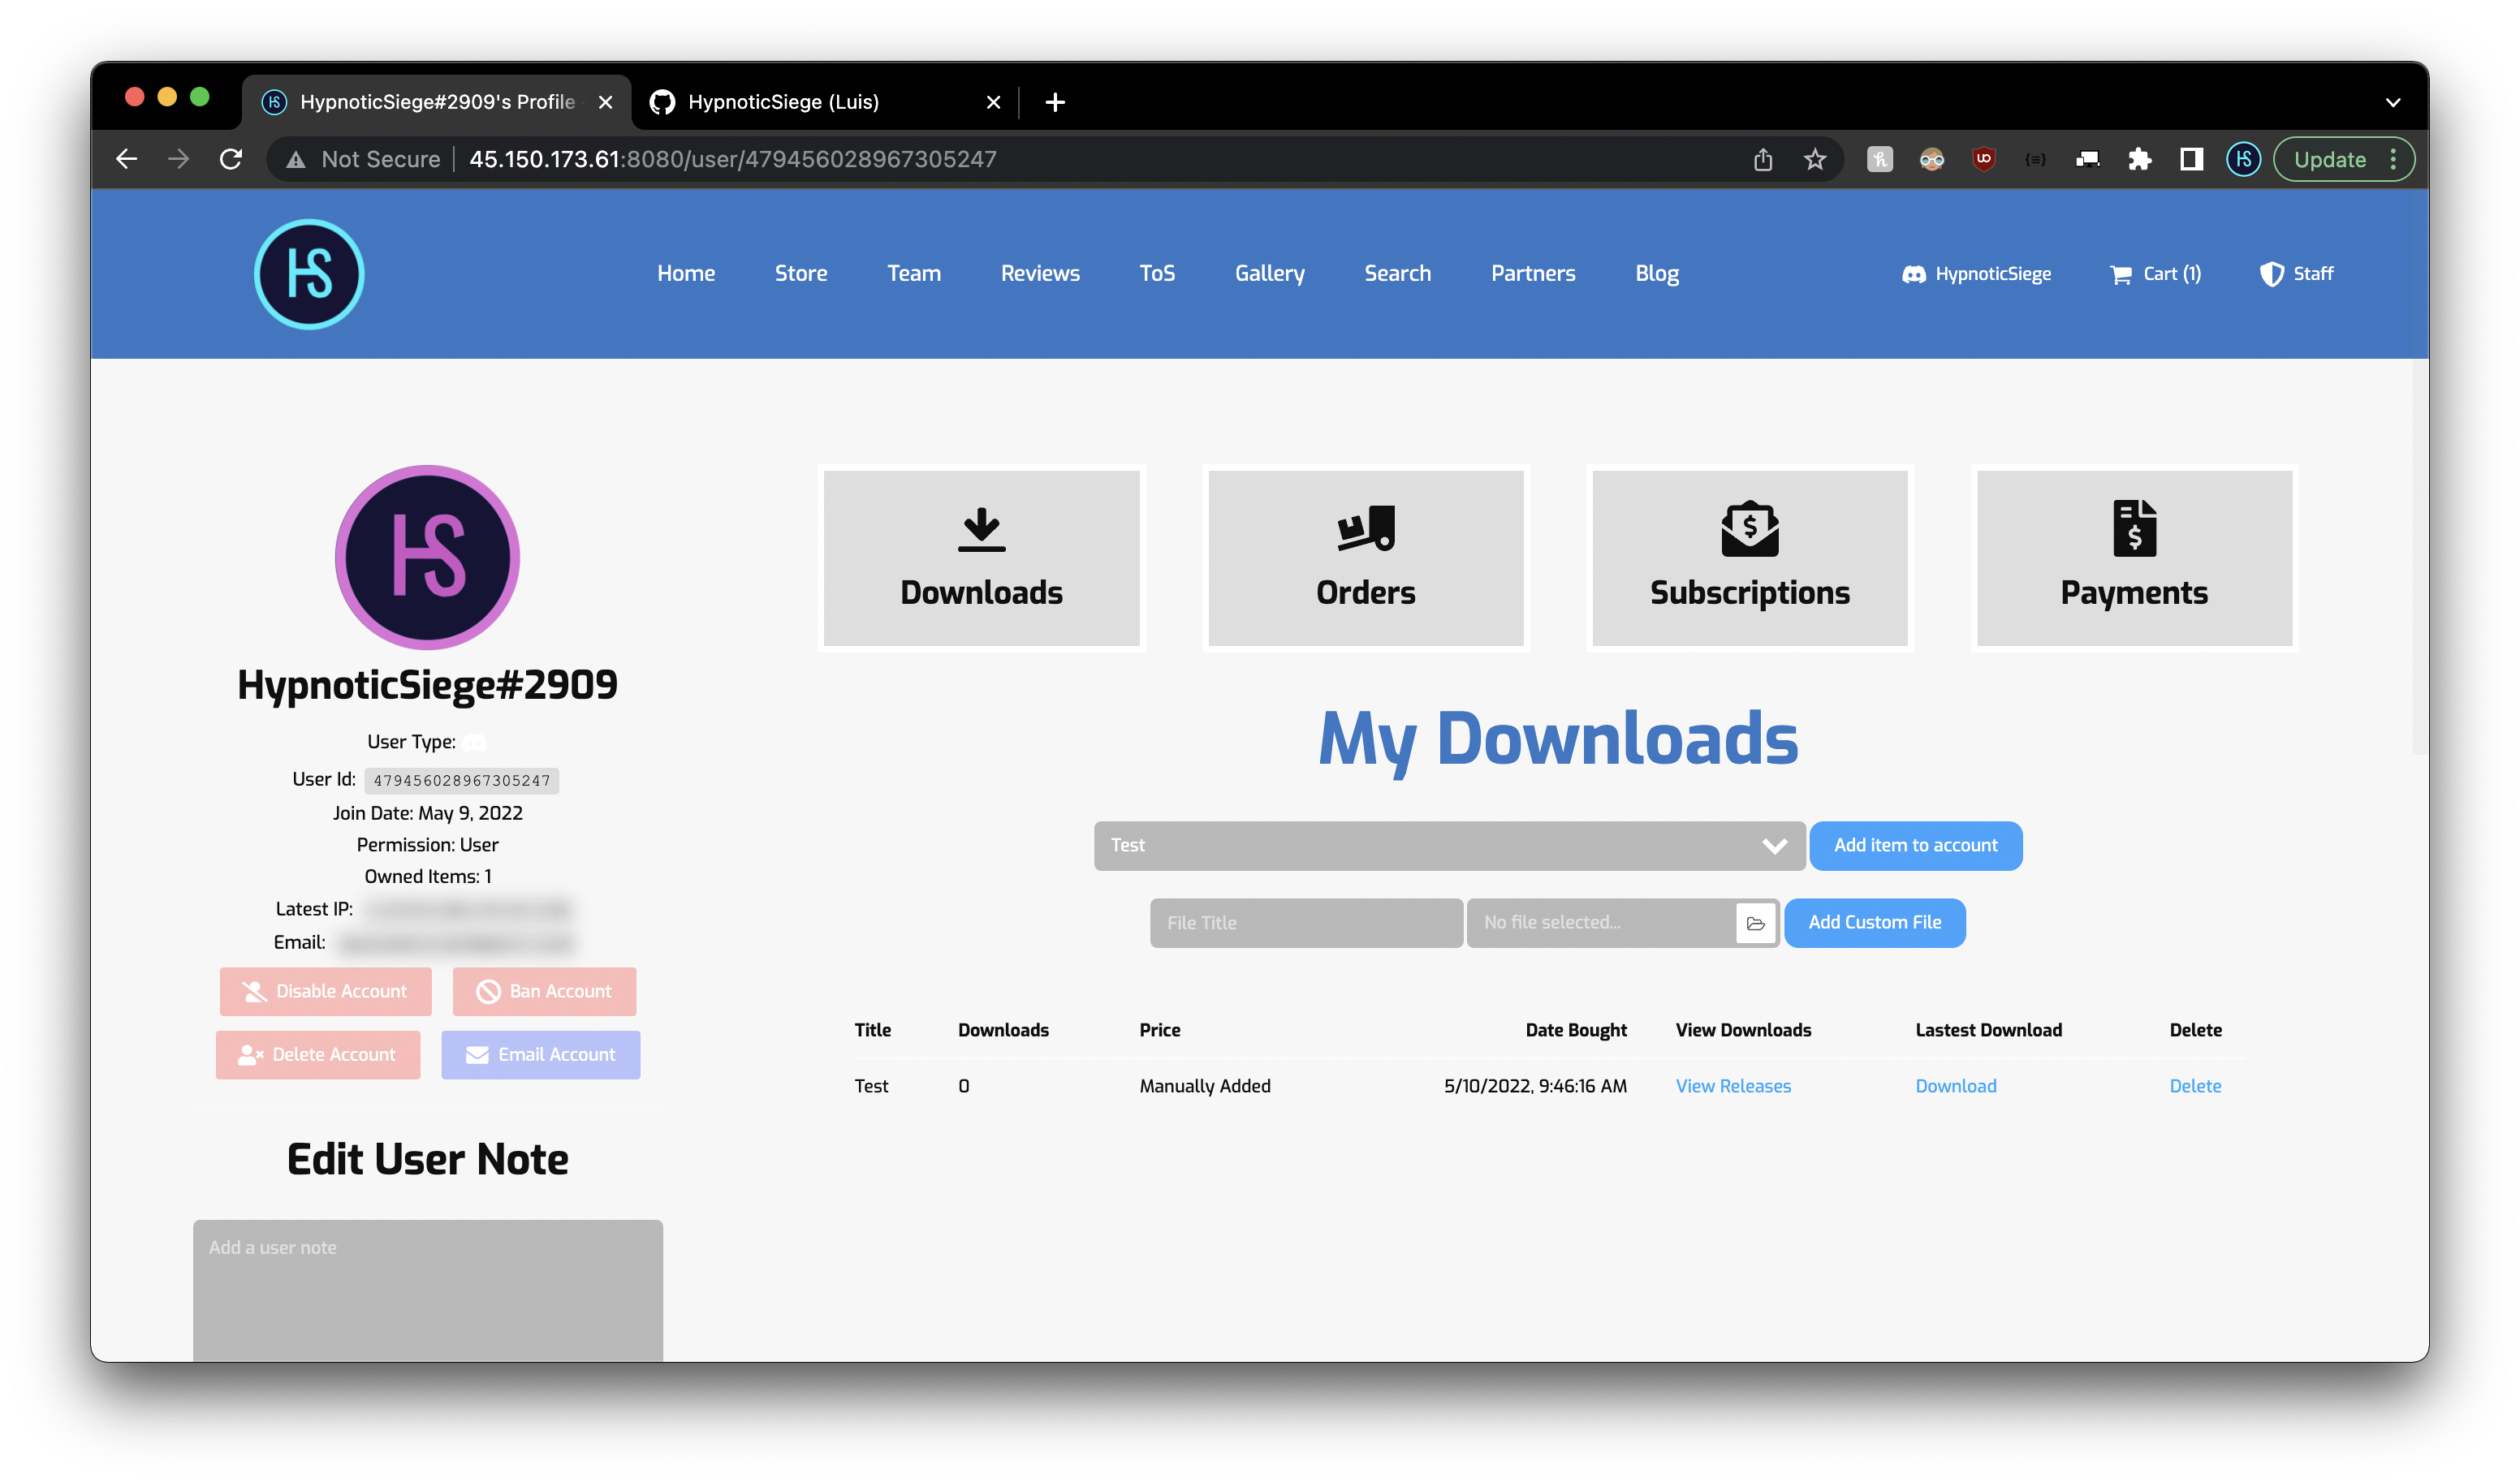 HypnoticSiege#2909's Profile
HypnoticSiege (Luis)
Not Secure 45.150.173.61:8080/user/479456028967305247
Update
HS
Home Store Team Reviews ToS Gallery Search Partners Blog HypnoticSiege Cart (1) Staff
HS
HypnoticSiege#2909
User Type:
User Id: 479456028967305247
Join Date: May 9, 2022
Permission: User
Owned Items: 1
Latest IP:
Email:
Disable Account Ban Account
Delete Account Email Account
Edit User Note
Add a user note
Downloads Orders Subscriptions Payments
My Downloads
Test Add item to account
File Title No file selected... Add Custom File
Title Downloads Price Date Bought View Downloads Lastest Download Delete
Test 0 Manually Added 5/10/2022, 9:46:16 AM View Releases Download Delete